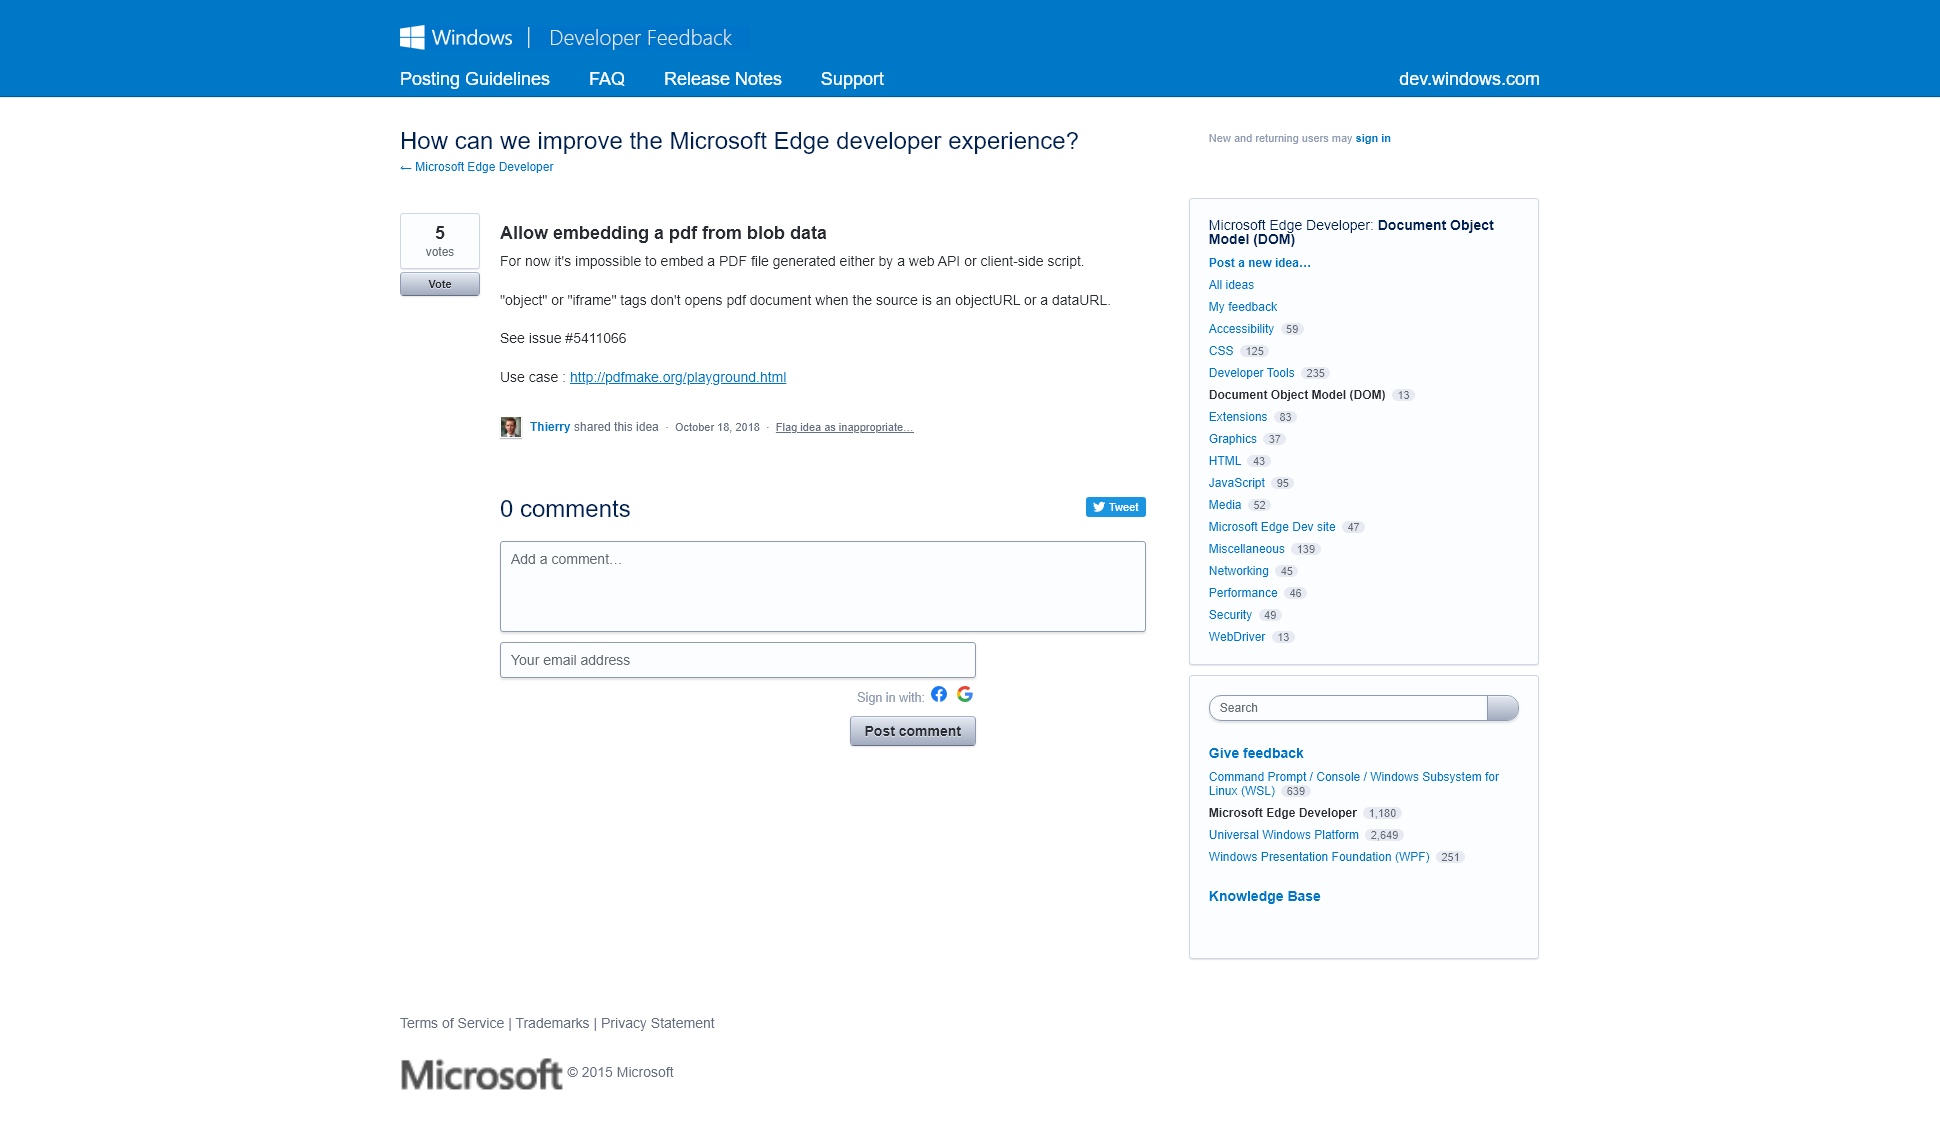 Windows | Developer Feedback
Posting Guidelines FAQ Release Notes Support dev.windows.com
How can we improve the Microsoft Edge developer experience?
← Microsoft Edge Developer
New and returning users may sign in
5
votes
Vote
Allow embedding a pdf from blob data
For now it's impossible to embed a PDF file generated either by a web API or client-side script.
"object" or "iframe" tags don't opens pdf document when the source is an objectURL or a dataURL.
See issue #5411066
Use case : http://pdfmake.org/playground.html
Thierry shared this idea · October 18, 2018 · Flag idea as inappropriate…
0 comments
Tweet
Add a comment…
Your email address
Sign in with:
Post comment
Microsoft Edge Developer: Document Object
Model (DOM)
Post a new idea…
All ideas
My feedback
Accessibility 59
CSS 125
Developer Tools 235
Document Object Model (DOM) 13
Extensions 83
Graphics 37
HTML 43
JavaScript 95
Media 52
Microsoft Edge Dev site 47
Miscellaneous 139
Networking 45
Performance 46
Security 49
WebDriver 13
Search
Give feedback
Command Prompt / Console / Windows Subsystem for
Linux (WSL) 639
Microsoft Edge Developer 1,180
Universal Windows Platform 2,649
Windows Presentation Foundation (WPF) 251
Knowledge Base
Terms of Service | Trademarks | Privacy Statement
Microsoft © 2015 Microsoft